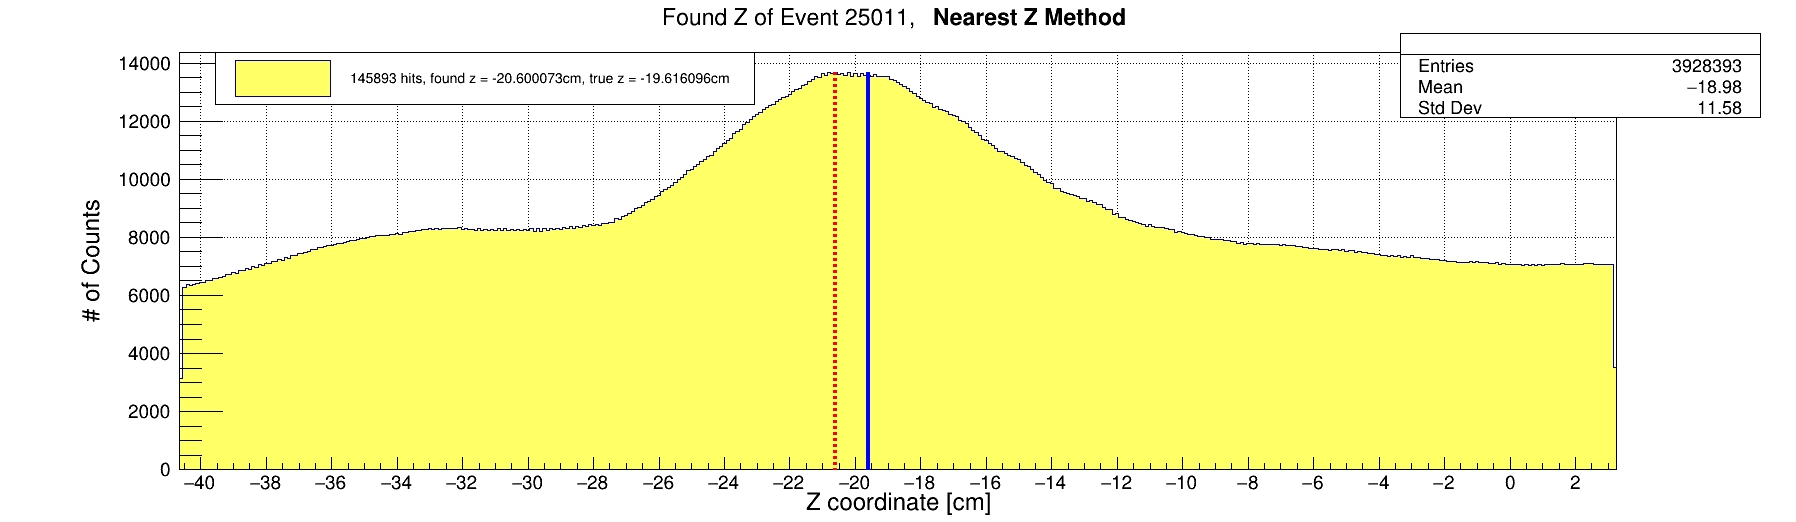 Found Z of Event 25011, Nearest Z Method
145893 hits, found z = -20.600073cm, true z = -19.616096cm
Entries 3928393
Mean −18.98
Std Dev 11.58
# of Counts
14000
12000
10000
8000
6000
4000
2000
0
−40 −38 −36 −34 −32 −30 −28 −26 −24 −22 −20 −18 −16 −14 −12 −10 −8 −6 −4 −2 0 2
Z coordinate [cm]